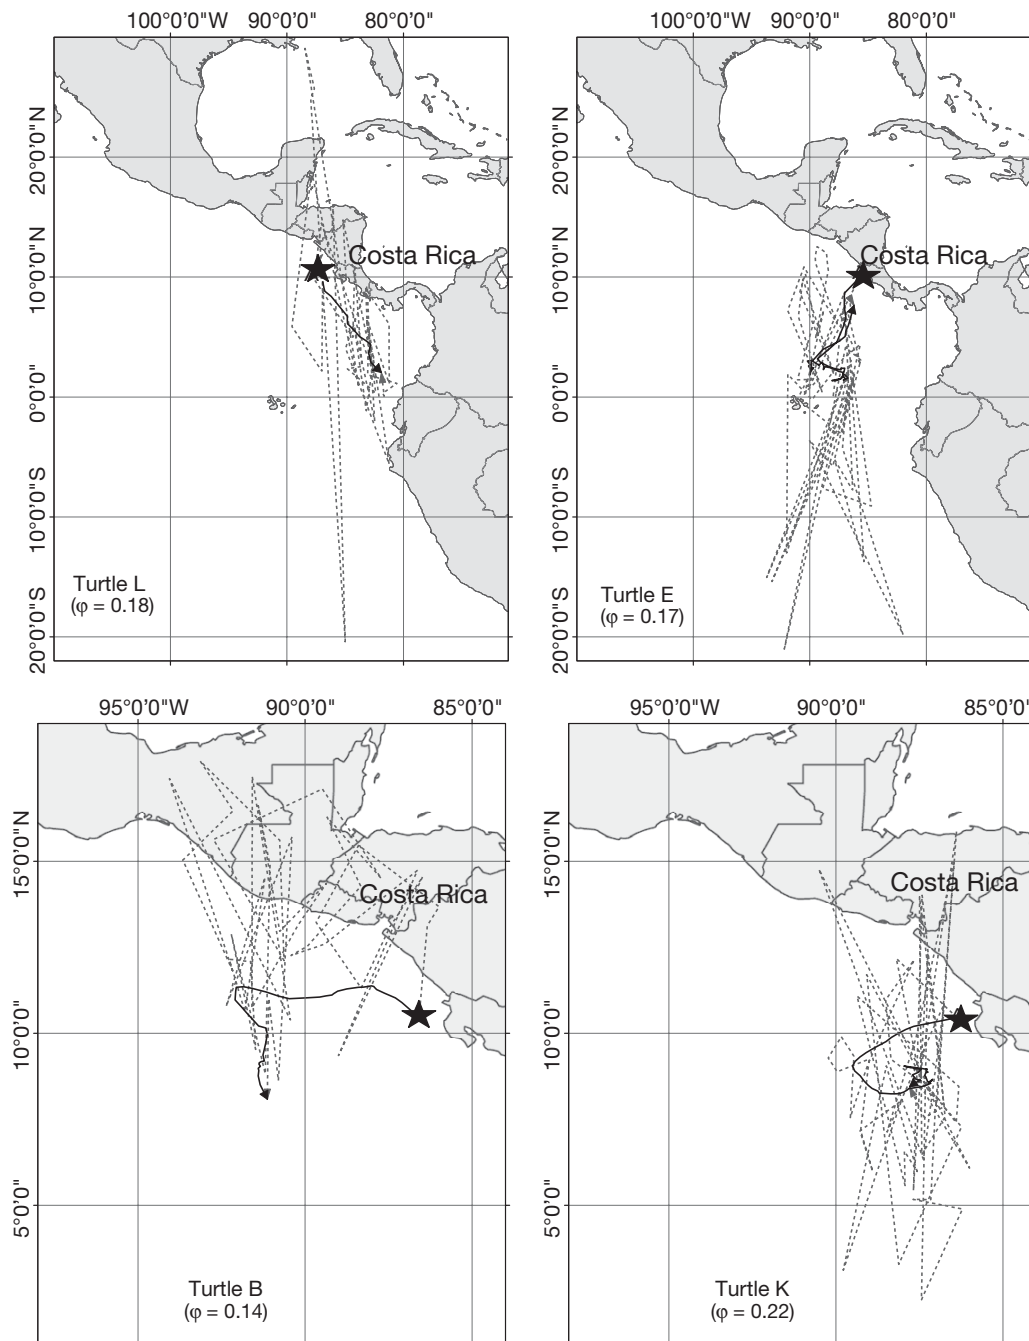 100°0'0"W 90°0'0" 80°0'0"
100°0'0"W 90°0'0" 80°0'0"
20°0'0"N
10°0'0"N
0°0'0"
10°0'0"S
20°0'0"S
Costa Rica
Turtle L
(φ = 0.18)
20°0'0"N
10°0'0"N
0°0'0"
10°0'0"S
20°0'0"S
Costa Rica
Turtle E
(φ = 0.17)
95°0'0"W 90°0'0" 85°0'0"
95°0'0"W 90°0'0" 85°0'0"
15°0'0"N
10°0'0"
5°0'0"
Costa Rica
Turtle B
(φ = 0.14)
15°0'0"N
10°0'0"
5°0'0"
Costa Rica
Turtle K
(φ = 0.22)